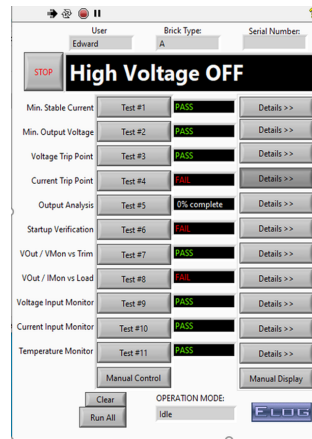 User Brick Type: Serial Number:
Edward A
STOP High Voltage OFF
Min. Stable Current Test #1 PASS Details >>
Min. Output Voltage Test #2 PASS Details >>
Voltage Trip Point Test #3 PASS Details >>
Current Trip Point Test #4 FAIL Details >>
Output Analysis Test #5 0% complete Details >>
Startup Verification Test #6 FAIL Details >>
VOut / VMon vs Trim Test #7 PASS Details >>
VOut / IMon vs Load Test #8 FAIL Details >>
Voltage Input Monitor Test #9 PASS Details >>
Current Input Monitor Test #10 PASS Details >>
Temperature Monitor Test #11 PASS Details >>
Manual Control Manual Display
Clear OPERATION MODE:
Run All Idle FLOG